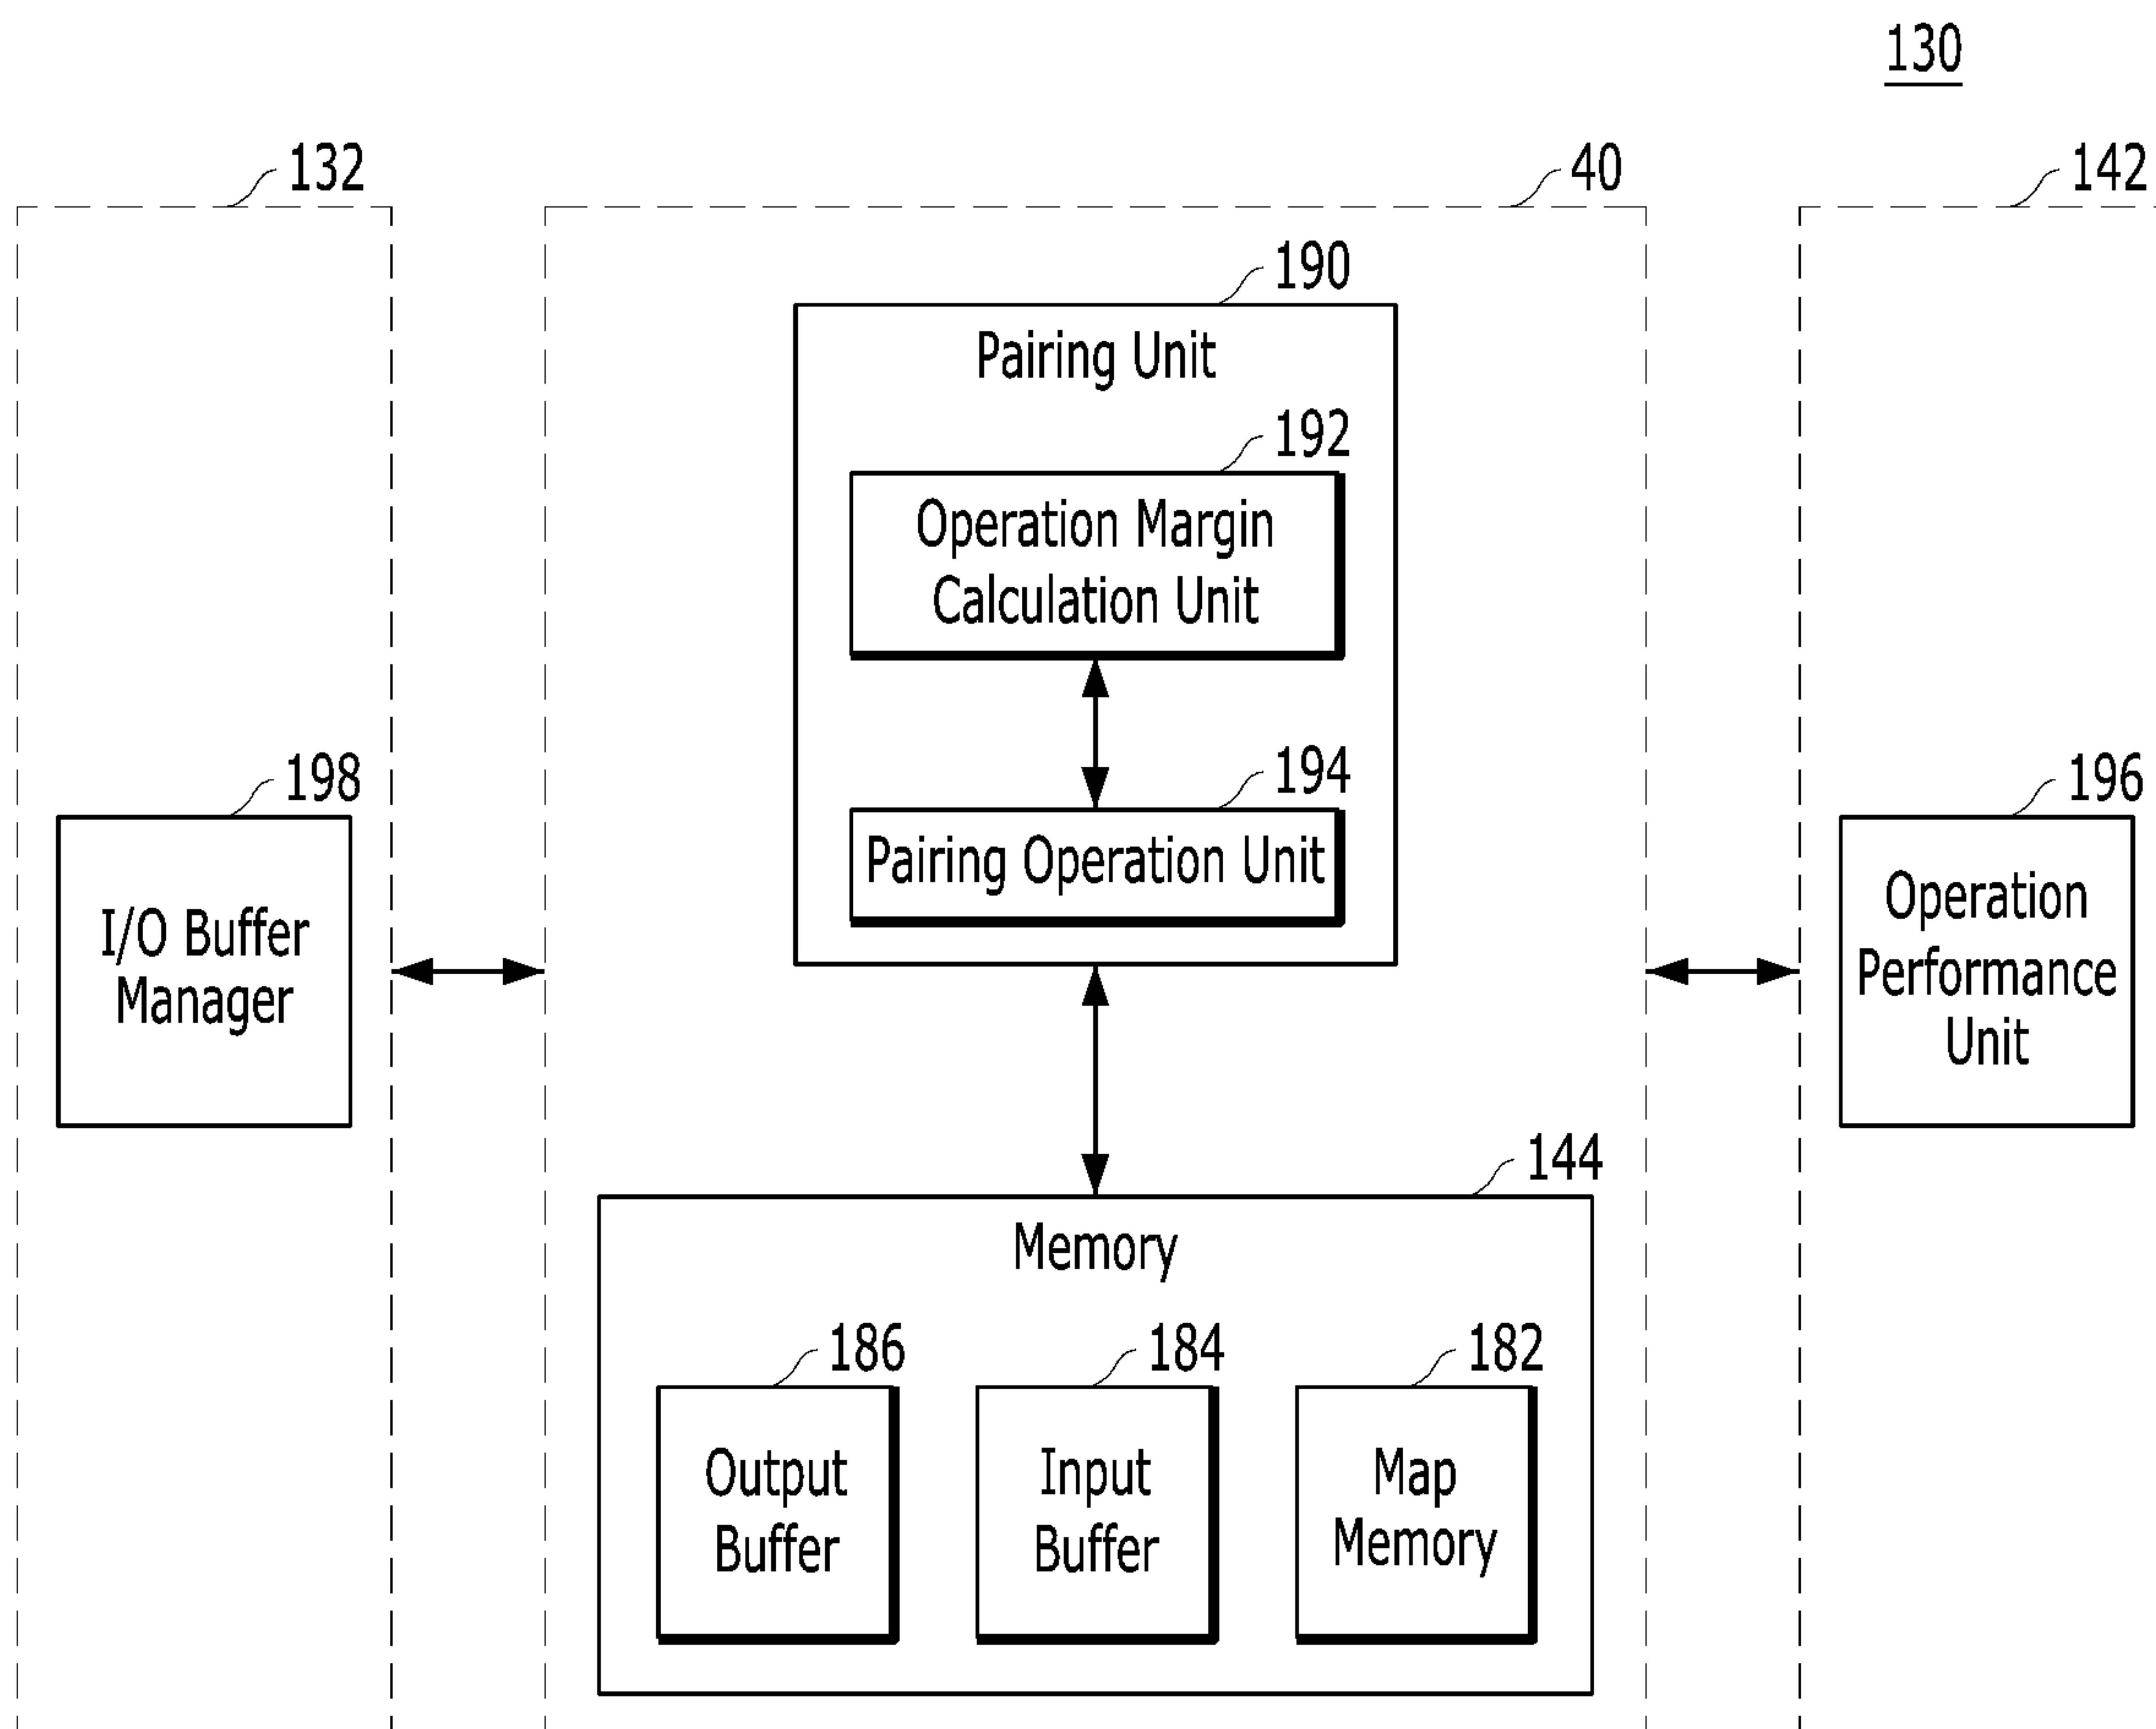 130
132
40
142
190
Pairing Unit
192
Operation Margin
Calculation Unit
194
Pairing Operation Unit
198
I/O Buffer
Manager
196
Operation
Performance
Unit
144
Memory
186
Output
Buffer
184
Input
Buffer
182
Map
Memory